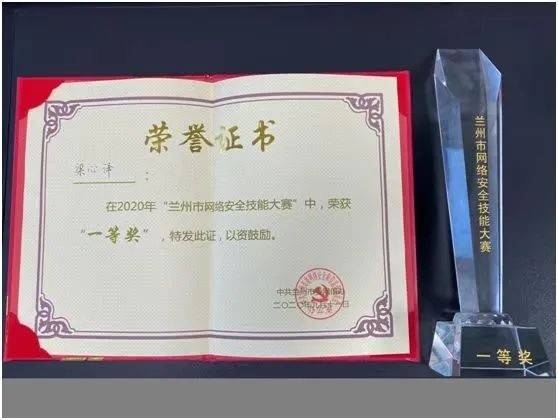 荣誉证书
梁心泽：
在2020年“兰州市网络安全技能大赛”中，荣获
“一等奖”，特发此证，以资鼓励。
兰州市网络安全技能大赛
一等奖